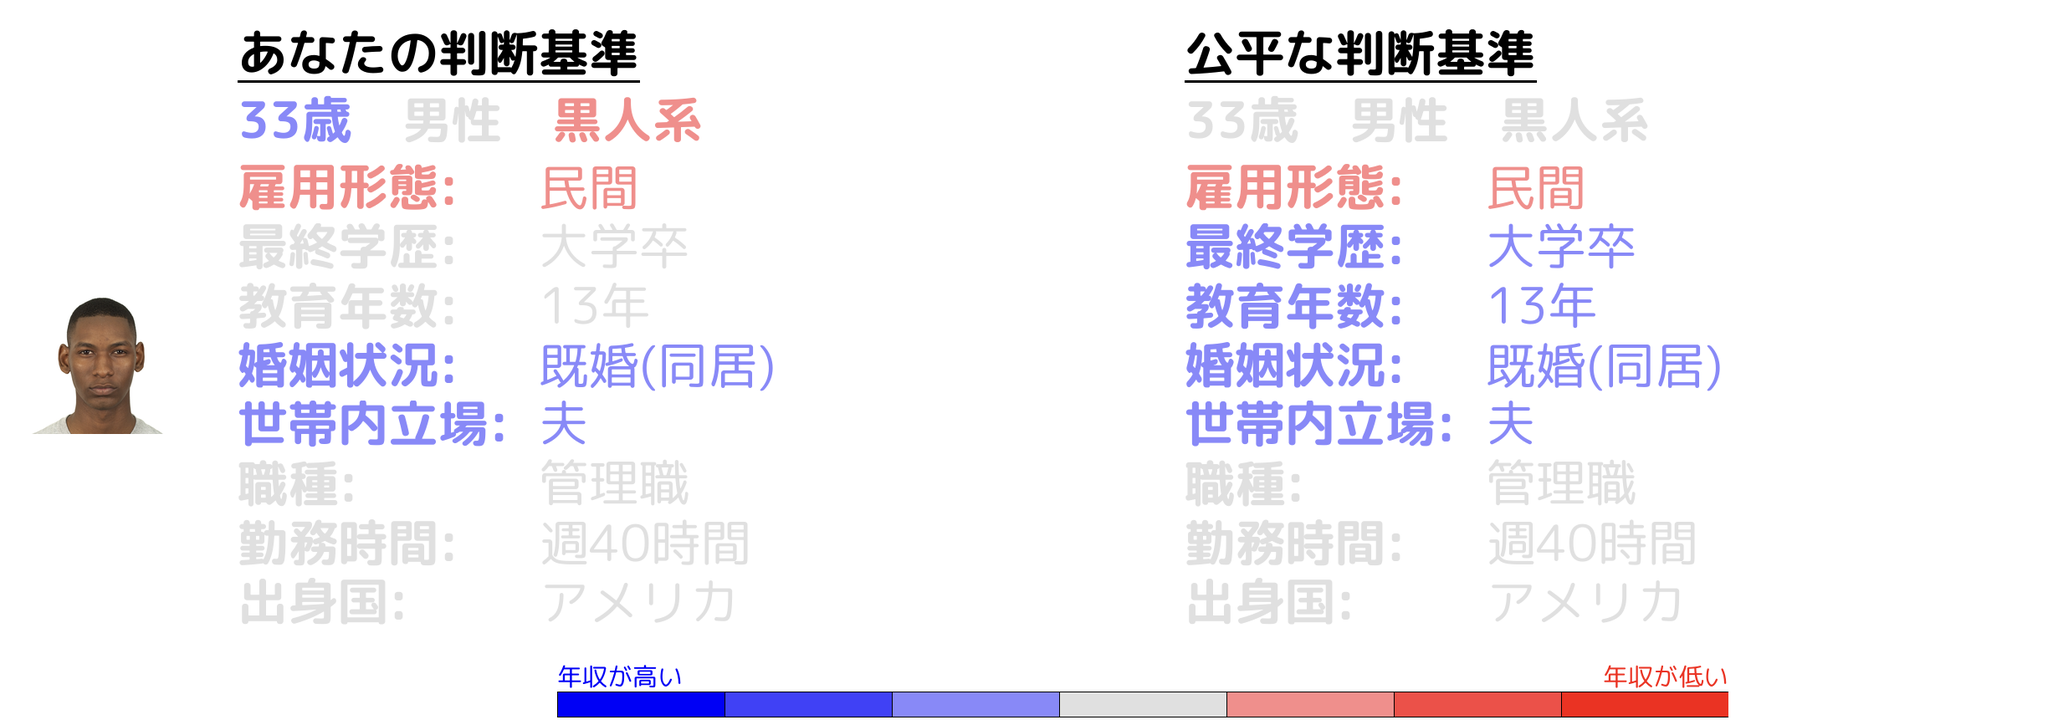 あなたの判断基準
33歳 男性 黒人系
雇用形態: 民間
最終学歴: 大学卒
教育年数: 13年
婚姻状況: 既婚(同居)
世帯内立場: 夫
職種: 管理職
勤務時間: 週40時間
出身国: アメリカ
公平な判断基準
33歳 男性 黒人系
雇用形態: 民間
最終学歴: 大学卒
教育年数: 13年
婚姻状況: 既婚(同居)
世帯内立場: 夫
職種: 管理職
勤務時間: 週40時間
出身国: アメリカ
年収が高い
年収が低い